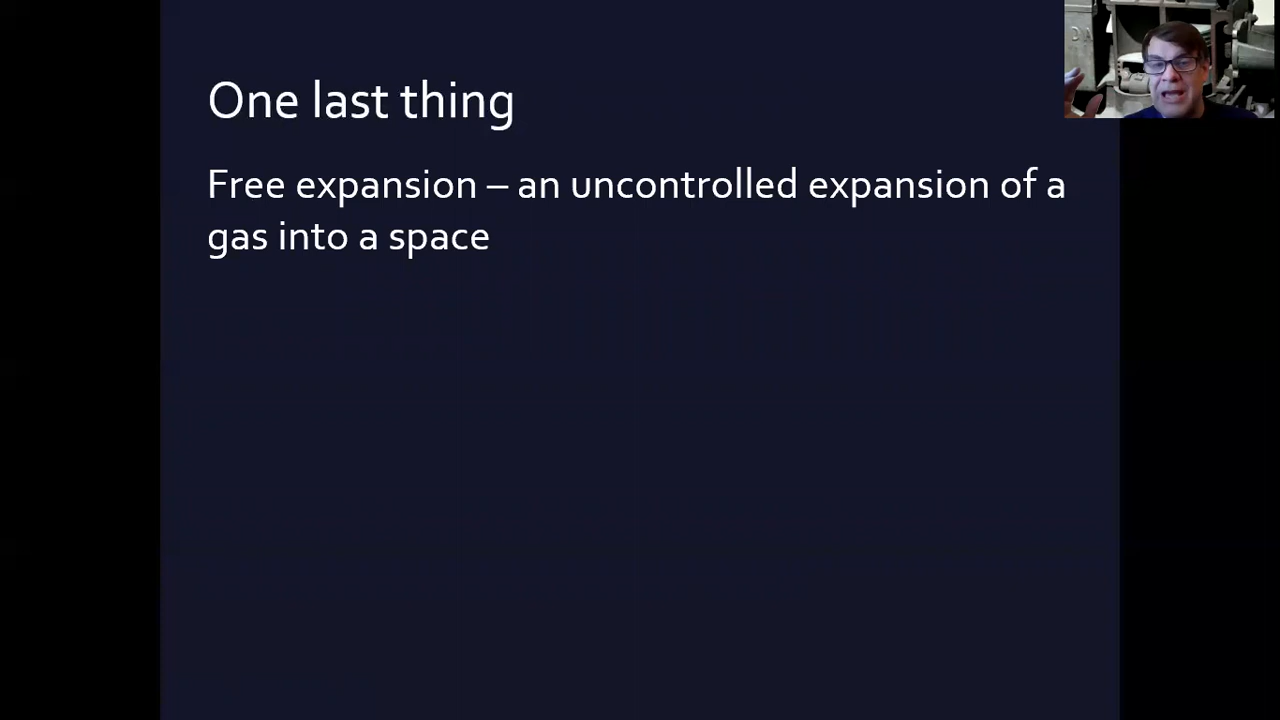 One last thing
Free expansion – an uncontrolled expansion of a
gas into a space